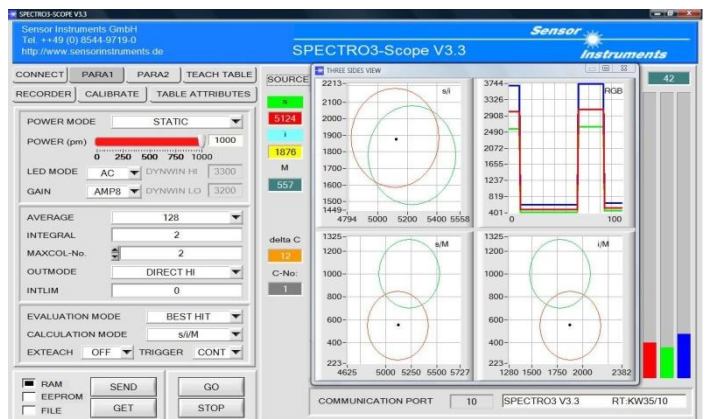 SPECTRO3-SCOPE V3.3
Sensor Instruments GmbH
Tel. ++49 (0) 8544-9719-0
http://www.sensorinstruments.de
SPECTRO3-Scope V3.3
Sensor
Instruments
CONNECT PARA1 PARA2 TEACH TABLE
RECORDER CALIBRATE TABLE ATTRIBUTES
POWER MODE STATIC
POWER (pm) 1000
0 250 500 750 1000
LED MODE AC DYNWIN HI 3300
GAIN AMP8 DYNWIN LO 3200
AVERAGE 128
INTEGRAL 2
MAXCOL-No. 2
OUTMODE DIRECT HI
INTLIM 0
EVALUATION MODE BEST HIT
CALCULATION MODE s/i/M
EXTEACH OFF TRIGGER CONT
RAM
EEPROM
FILE
SEND GO
GET STOP
SOURCE
s
5124
i
1876
M
557
delta C
12
C-No:
1
THREE SIDES VIEW
s/i
2213-
2100-
2000-
1900-
1800-
1700-
1600-
1500-
1449-
4794 5000 5200 5400 5558
RGB
3744-
3326-
2908-
2490-
2072-
1655-
1237-
819-
401-
0 100
s/M
1325-
1200-
1000-
800-
600-
400-
223-
4625 5000 5250 5500 5727
i/M
1325-
1200-
1000-
800-
600-
400-
223-
1280 1500 1750 2000 2382
42
COMMUNICATION PORT 10 SPECTRO3 V3.3 RT:KW35/10